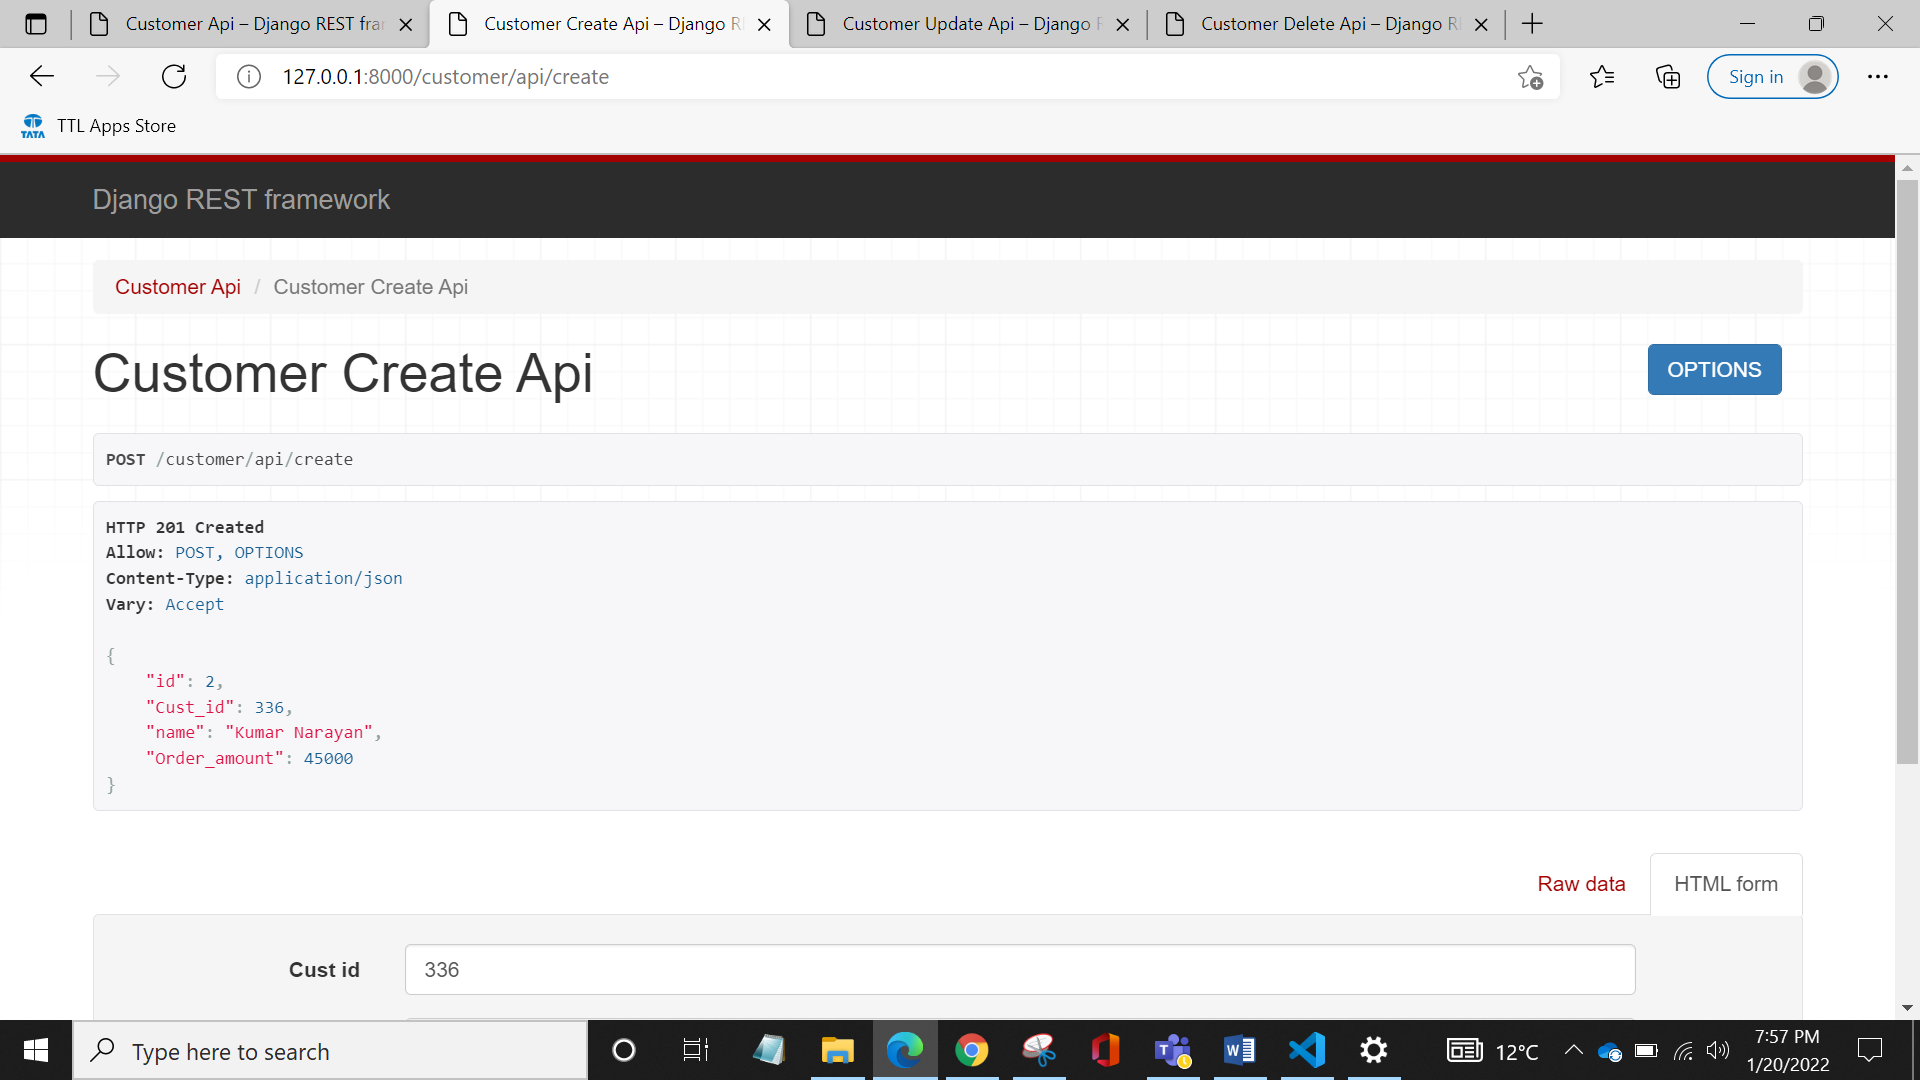 Customer Api – Django REST fra
Customer Create Api – Django R
Customer Update Api – Django
Customer Delete Api – Django R
127.0.0.1:8000/customer/api/create
Sign in
TATA
TTL Apps Store
Django REST framework
Customer Api / Customer Create Api
Customer Create Api
OPTIONS
POST /customer/api/create
HTTP 201 Created
Allow: POST, OPTIONS
Content-Type: application/json
Vary: Accept
{
"id": 2,
"Cust_id": 336,
"name": "Kumar Narayan",
"Order_amount": 45000
}
Raw data
HTML form
Cust id
336
Type here to search
12°C
7:57 PM
1/20/2022